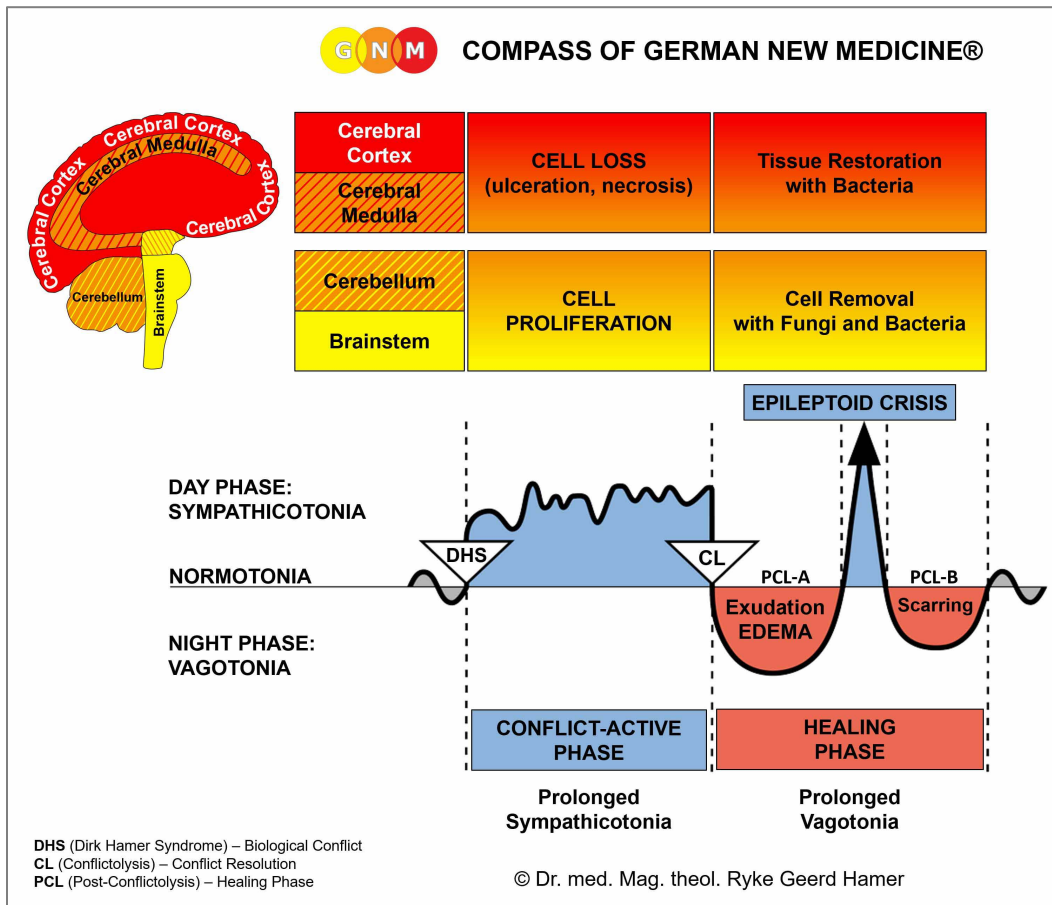 G N M
COMPASS OF GERMAN NEW MEDICINE®
Cerebral Cortex
Cerebral Medulla
Cerebral Cortex
Cerebral Cortex
Cerebellum
Brainstem
Cerebral
Cortex
Cerebral
Medulla
CELL LOSS
(ulceration, necrosis)
Tissue Restoration
with Bacteria
Cerebellum
Brainstem
CELL
PROLIFERATION
Cell Removal
with Fungi and Bacteria
EPILEPTOID CRISIS
DAY PHASE:
SYMPATHICOTONIA
DHS
CL
NORMOTONIA
PCL-A
PCL-B
Exudation
EDEMA
Scarring
NIGHT PHASE:
VAGOTONIA
CONFLICT-ACTIVE
PHASE
HEALING
PHASE
Prolonged
Sympathicotonia
Prolonged
Vagotonia
DHS (Dirk Hamer Syndrome) – Biological Conflict
CL (Conflictolysis) – Conflict Resolution
PCL (Post-Conflictolysis) – Healing Phase
© Dr. med. Mag. theol. Ryke Geerd Hamer